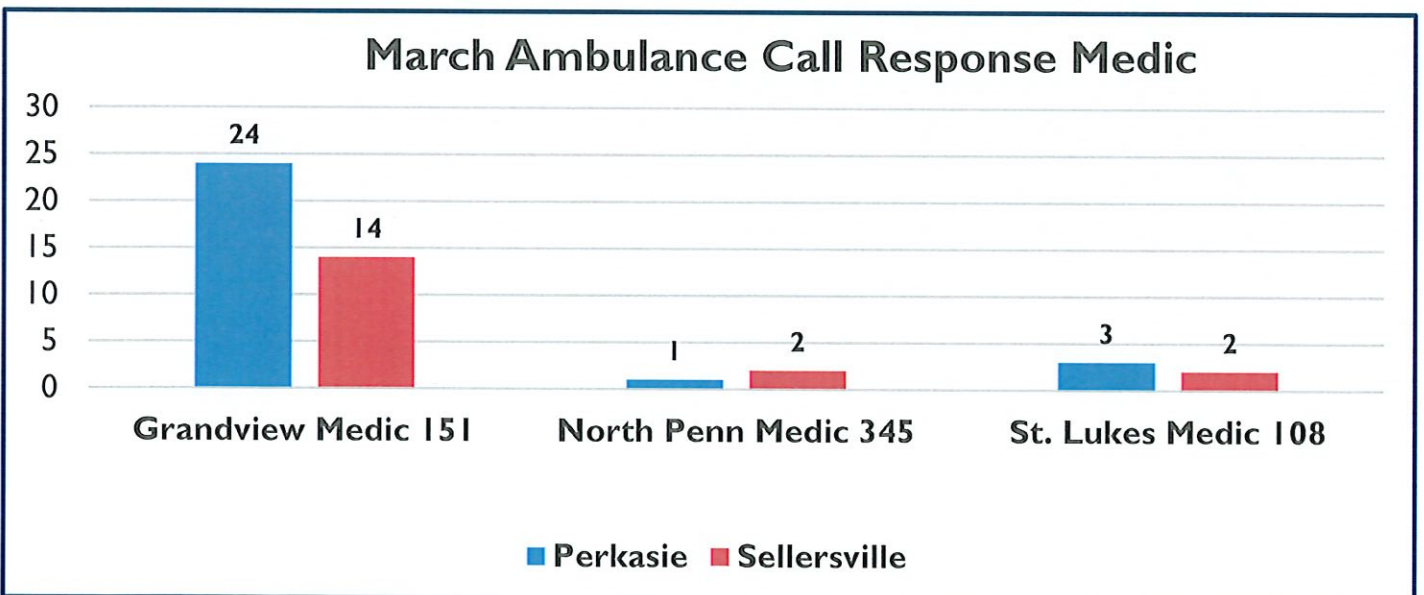 March Ambulance Call Response Medic
30
25
20
15
10
5
0
24
14
1
2
3
2
Grandview Medic 151
North Penn Medic 345
St. Lukes Medic 108
Perkasie
Sellersville